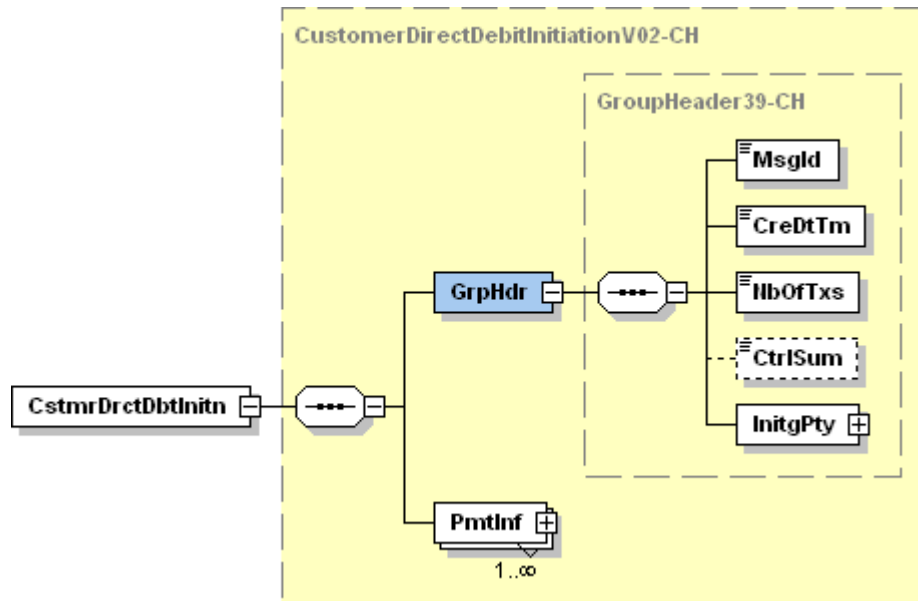 CustomerDirectDebitInitiationV02-CH
GroupHeader39-CH
MsgId
CreDtTm
GrpHdr
NbOfTxs
CtrlSum
CstmrDrctDbtInitn
InitgPty
PmtInf
1..∞